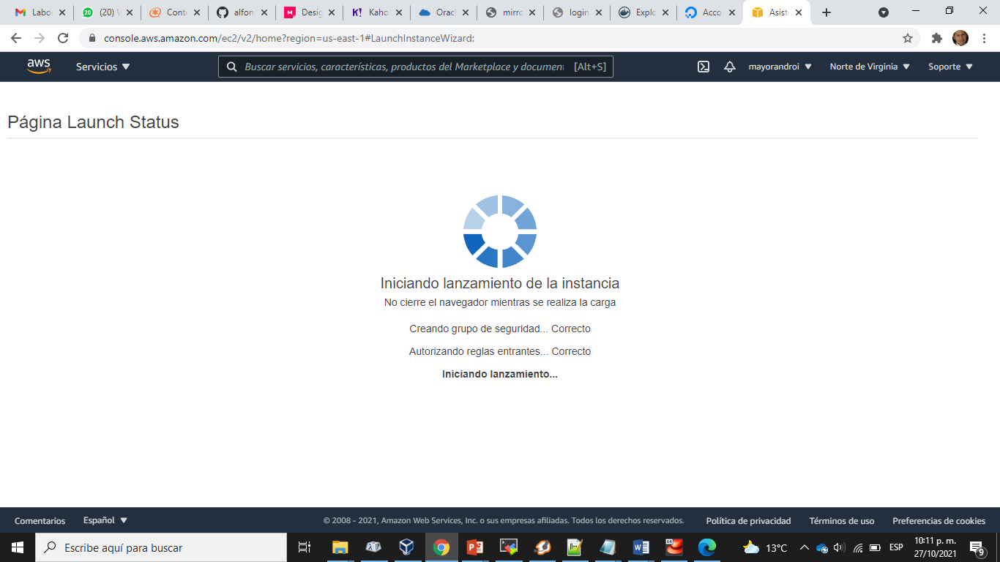 Labor
(20) W
Conte
alfon
Desig
K! Kaho
Oracl
mirro
login
Explo
Acco
Asiste
console.aws.amazon.com/ec2/v2/home?region=us-east-1#LaunchInstanceWizard:
aws Servicios Buscar servicios, características, productos del Marketplace y document [Alt+S] mayorandroi Norte de Virginia Soporte
Página Launch Status
Iniciando lanzamiento de la instancia
No cierre el navegador mientras se realiza la carga
Creando grupo de seguridad... Correcto
Autorizando reglas entrantes... Correcto
Iniciando lanzamiento...
Comentarios Español © 2008 - 2021, Amazon Web Services, Inc. o sus empresas afiliadas. Todos los derechos reservados. Política de privacidad Términos de uso Preferencias de cookies
Escribe aquí para buscar
13°C
ESP
10:11 p. m.
27/10/2021
9